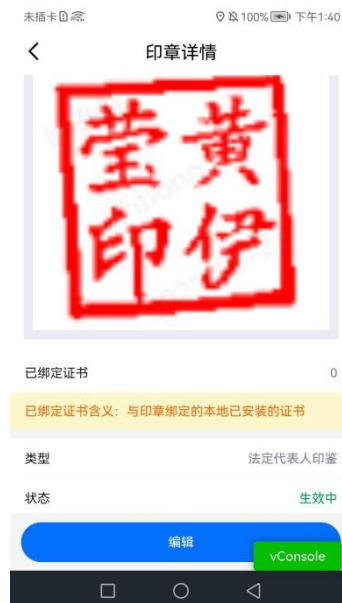 未插卡 100% 下午1:40
印章详情
黄伊
莹印
已绑定证书 0
已绑定证书含义：与印章绑定的本地已安装的证书
类型 法定代表人印鉴
状态 生效中
编辑
vConsole